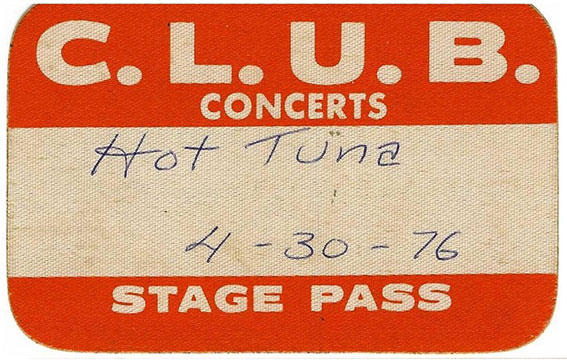 C. L. U. B.
CONCERTS
Hot Tuna
4-30-76
STAGE PASS